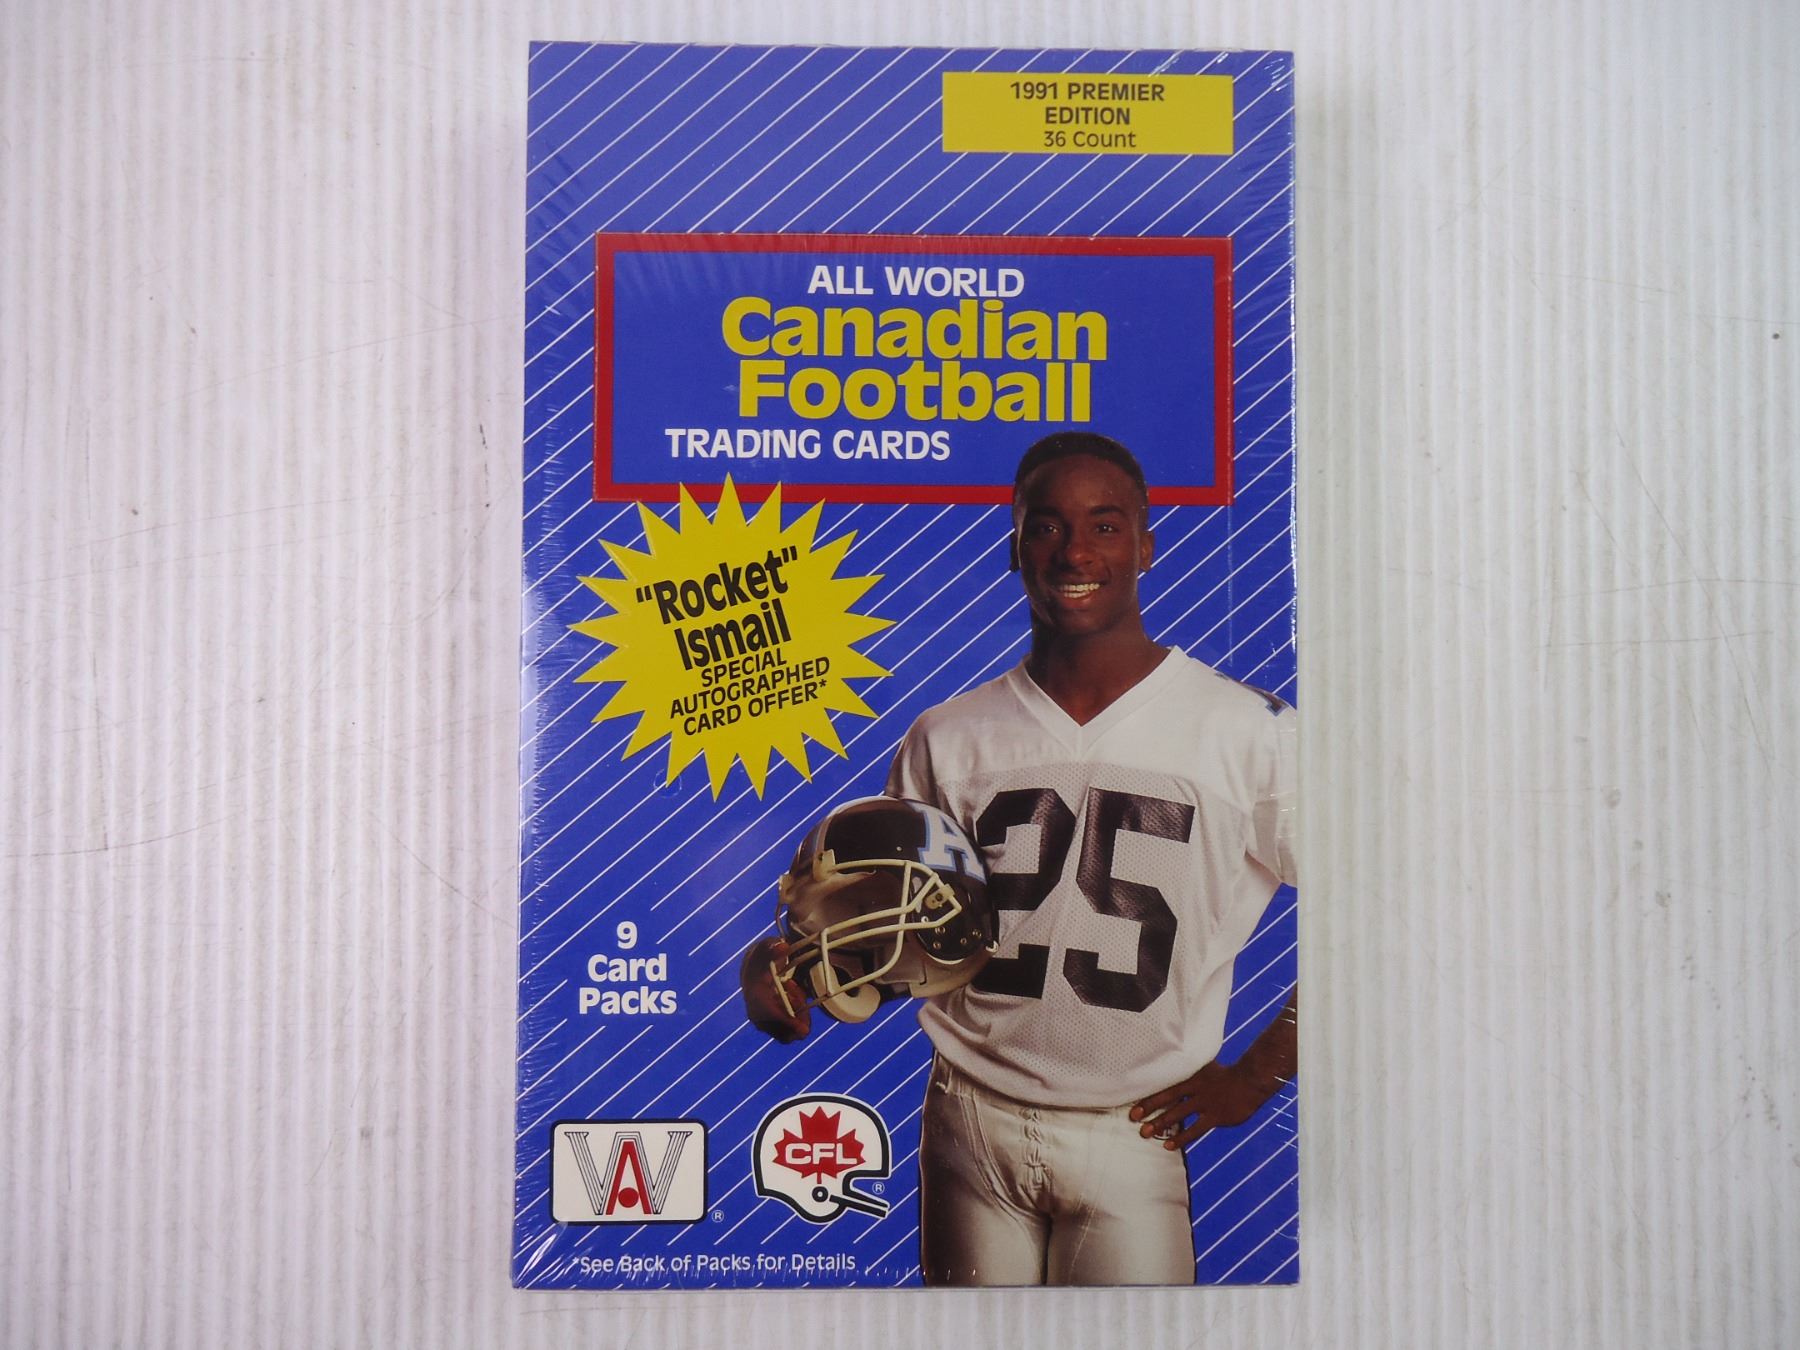 1991 PREMIER
EDITION
36 Count
ALL WORLD
Canadian
Football
TRADING CARDS
"Rocket"
Ismail
SPECIAL
AUTOGRAPHED
CARD OFFER*
A
25
9
Card
Packs
AW
®
CFL
®
*See Back of Packs for Details